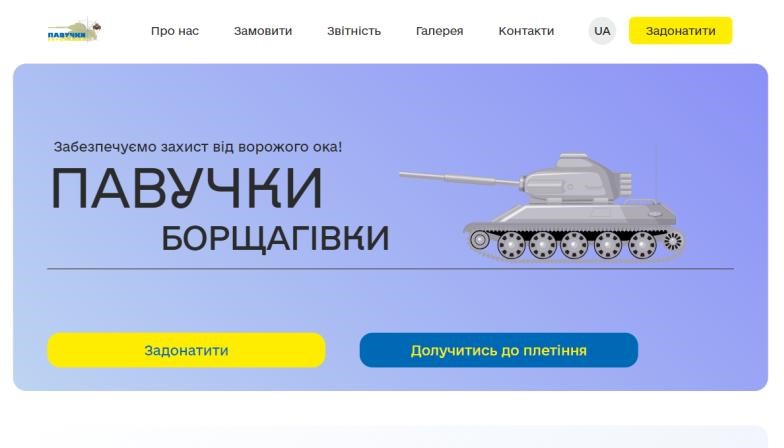 ПАВУЧКИ
Про нас
Замовити
Звітність
Галерея
Контакти
UA
Задонатити
Забезпечуємо захист від ворожого ока!
ПАВУЧКИ
БОРЩАГІВКИ
Задонатити
Долучитись до плетіння